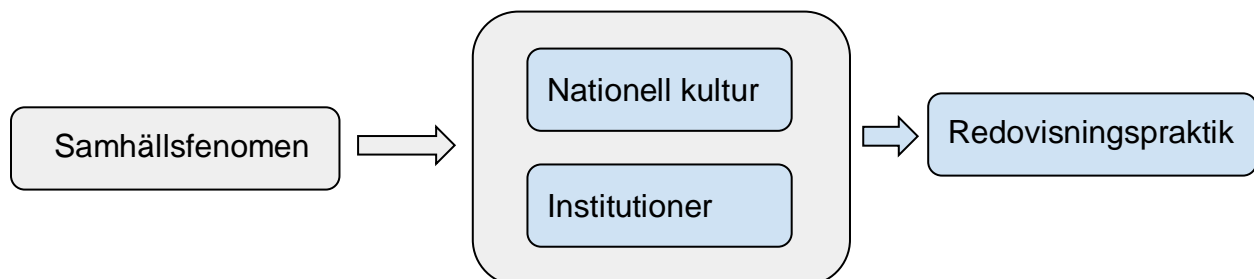 Samhällsfenomen
Nationell kultur
Institutioner
Redovisningspraktik